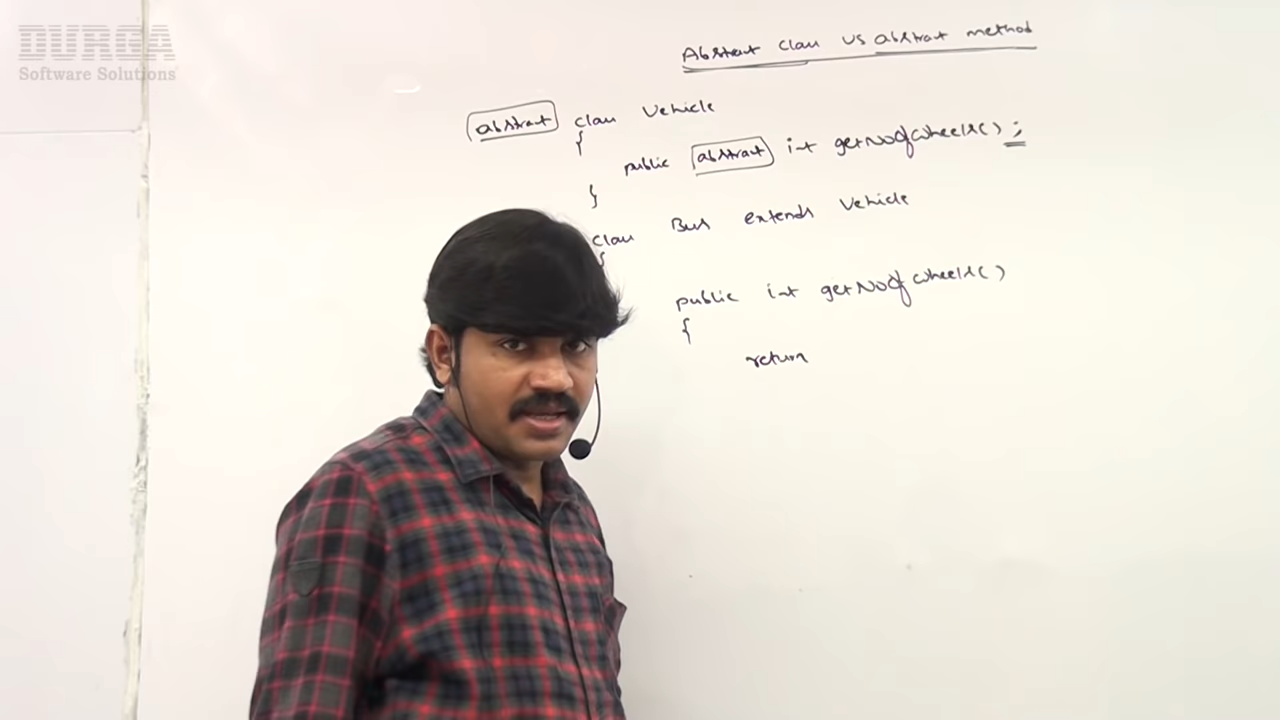 DURGA
Software Solutions
Abstract class vs abstract method
abstract class Vehicle
{
public abstract int getNoOfWheels() ;
}
class Bus extends Vehicle
{
public int getNoOfWheels()
{
return